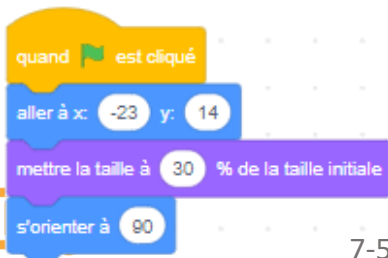 quand est cliqué
aller à x: -23 y: 14
mettre la taille à 30 % de la taille initiale
s'orienter à 90
7-5